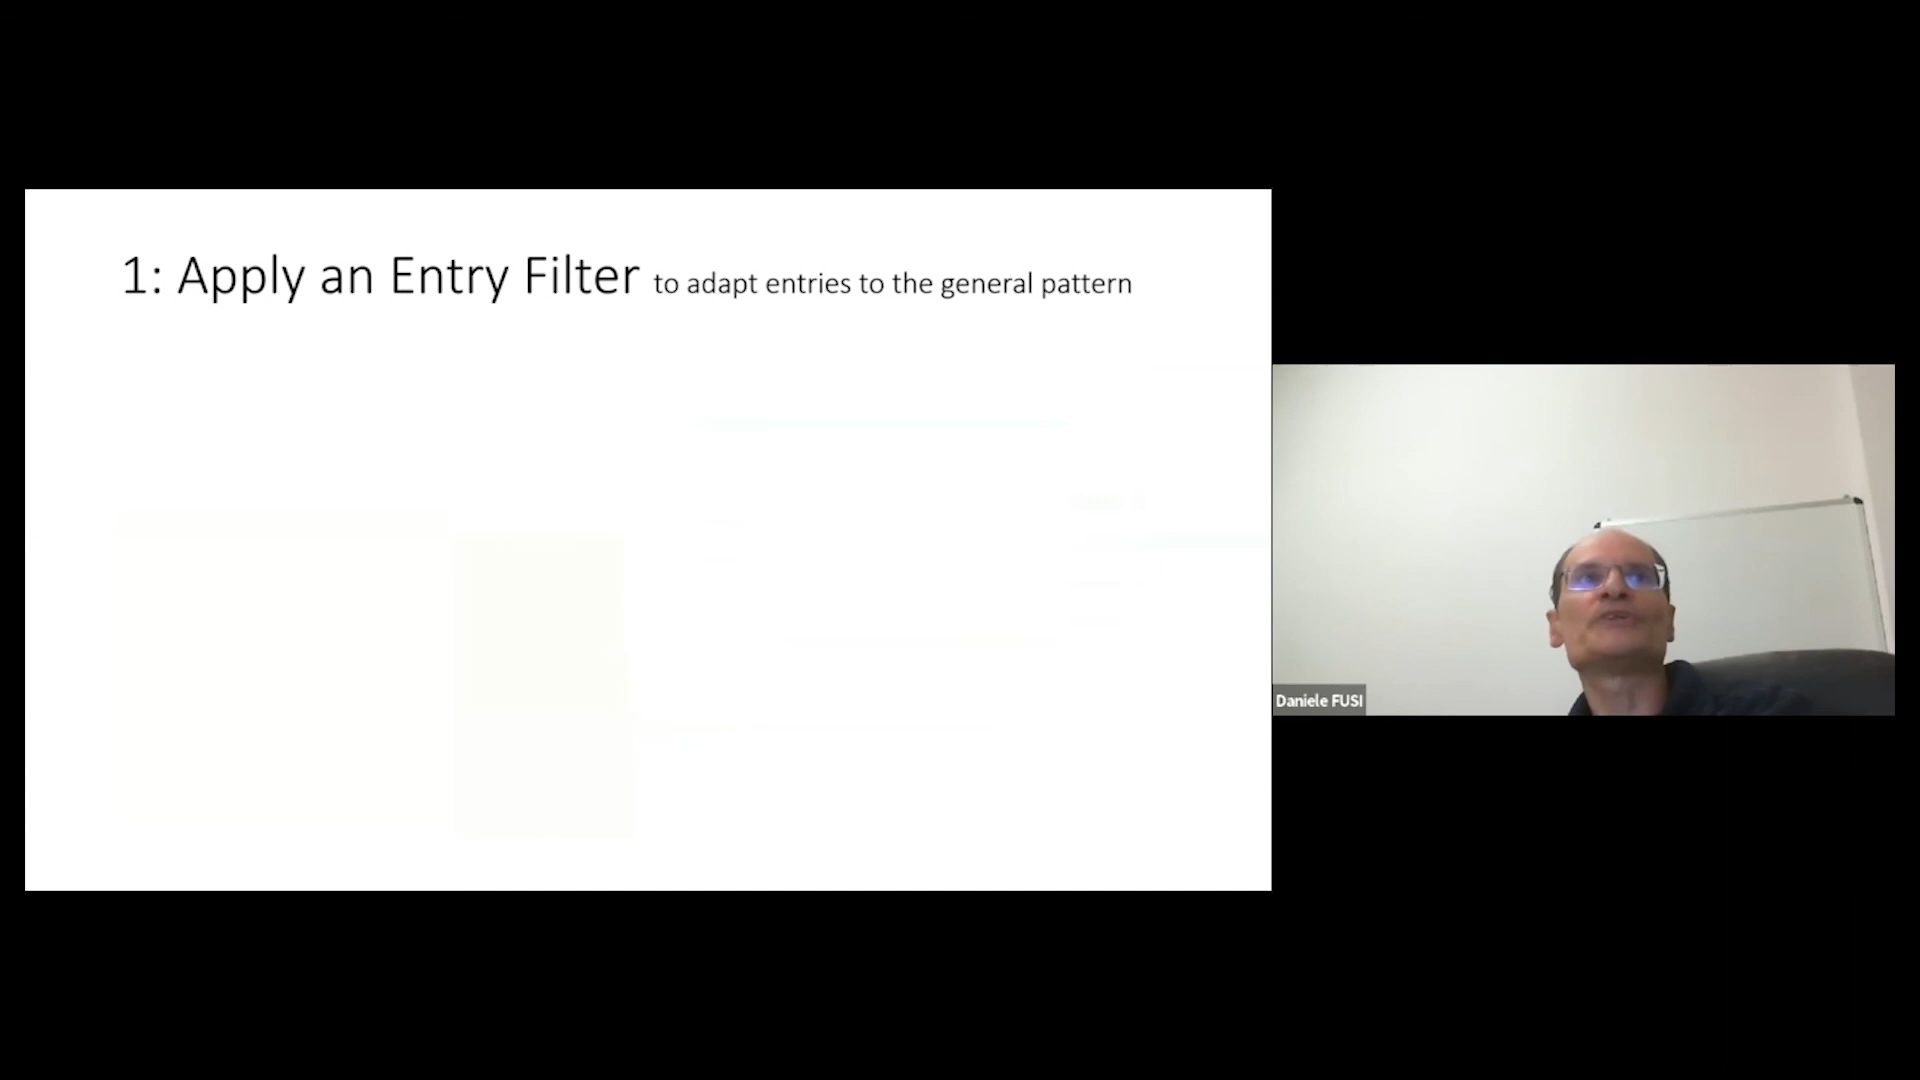 1: Apply an Entry Filter to adapt entries to the general pattern
Daniele FUSI